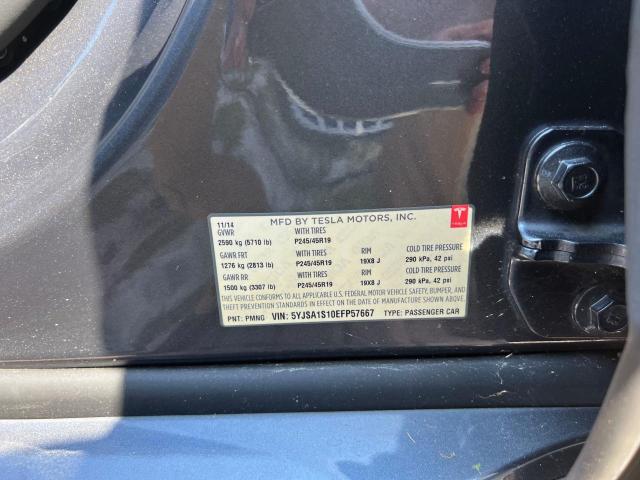 MFD BY TESLA MOTORS, INC.
TESLA
11/14
GVWR WITH TIRES
2590 kg (5710 lb) P245/45R19
GAWR FRT WITH TIRES RIM COLD TIRE PRESSURE
1276 kg (2813 lb) P245/45R19 19X8 J 290 kPa, 42 psi
GAWR RR WITH TIRES RIM COLD TIRE PRESSURE
1500 kg (3307 lb) P245/45R19 19X8 J 290 kPa, 42 psi
THIS VEHICLE CONFORMS TO ALL APPLICABLE U.S. FEDERAL MOTOR VEHICLE SAFETY, BUMPER, AND
THEFT PREVENTION STANDARDS IN EFFECT ON THE DATE OF MANUFACTURE SHOWN ABOVE.
PNT: PMNG VIN: 5YJSA1S10EFP57667 TYPE: PASSENGER CAR